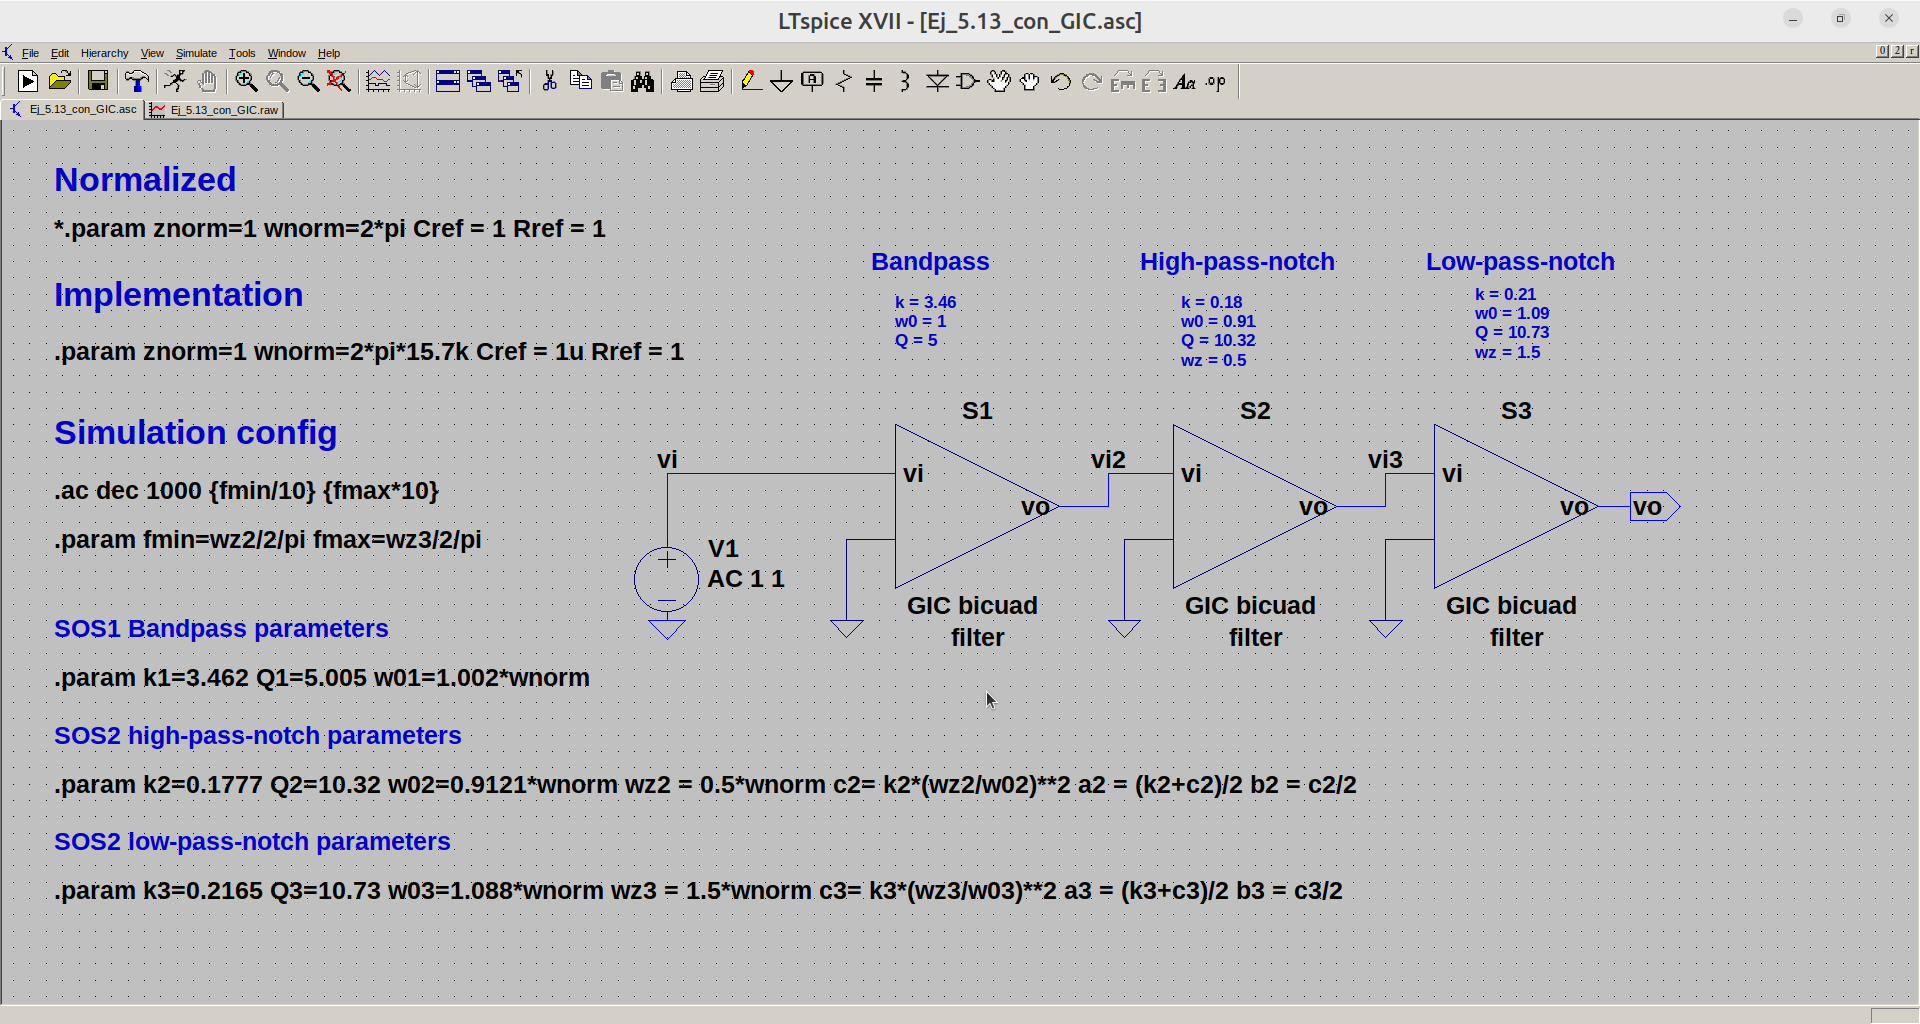 LTspice XVII - [Ej_5.13_con_GIC.asc]
File Edit Hierarchy View Simulate Tools Window Help
Ej_5.13_con_GIC.asc Ej_5.13_con_GIC.raw
Normalized
*.param znorm=1 wnorm=2*pi Cref = 1 Rref = 1
Implementation
.param znorm=1 wnorm=2*pi*15.7k Cref = 1u Rref = 1
Simulation config
.ac dec 1000 {fmin/10} {fmax*10}
.param fmin=wz2/2/pi fmax=wz3/2/pi
SOS1 Bandpass parameters
.param k1=3.462 Q1=5.005 w01=1.002*wnorm
SOS2 high-pass-notch parameters
.param k2=0.1777 Q2=10.32 w02=0.9121*wnorm wz2 = 0.5*wnorm c2= k2*(wz2/w02)**2 a2 = (k2+c2)/2 b2 = c2/2
SOS2 low-pass-notch parameters
.param k3=0.2165 Q3=10.73 w03=1.088*wnorm wz3 = 1.5*wnorm c3= k3*(wz3/w03)**2 a3 = (k3+c3)/2 b3 = c3/2
Bandpass
k = 3.46
w0 = 1
Q = 5
High-pass-notch
k = 0.18
w0 = 0.91
Q = 10.32
wz = 0.5
Low-pass-notch
k = 0.21
w0 = 1.09
Q = 10.73
wz = 1.5
vi
V1
AC 1 1
S1
vi
vo
GIC bicuad
filter
vi2
S2
vi
vo
GIC bicuad
filter
vi3
S3
vi
vo
GIC bicuad
filter
vo